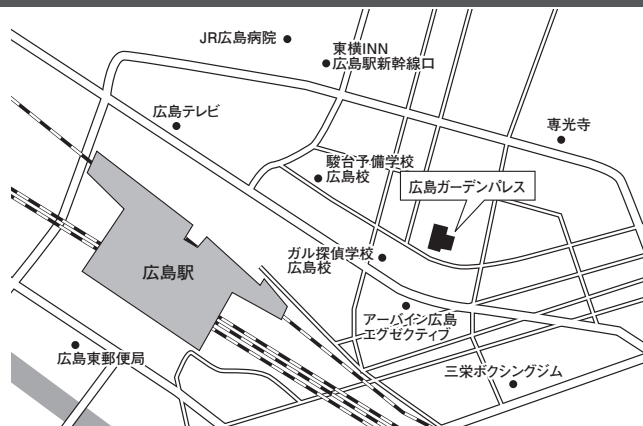 JR広島病院
東横INN
広島駅新幹線口
広島テレビ
専光寺
駿台予備学校
広島校
広島ガーデンパレス
ガル探偵学校
広島校
広島駅
アーバイン広島
エグゼクティブ
広島東郵便局
三栄ボクシングジム